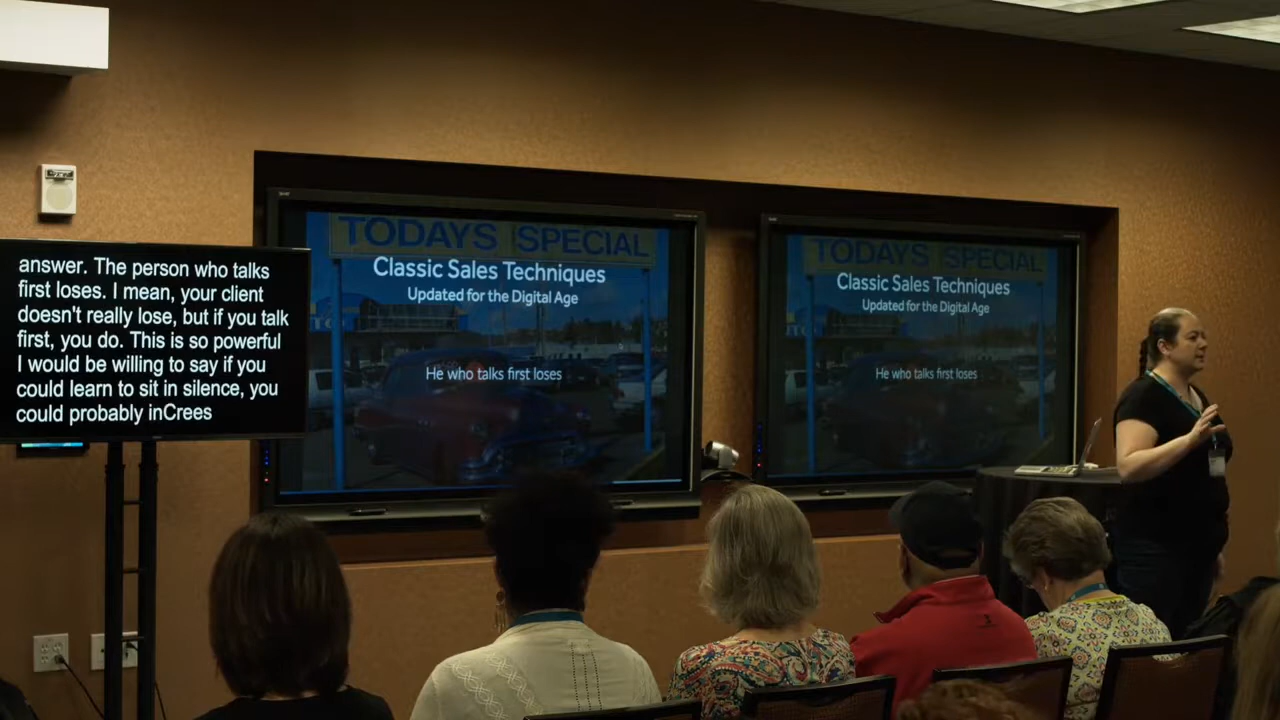 answer. The person who talks
first loses. I mean, your client
doesn't really lose, but if you talk
first, you do. This is so powerful
I would be willing to say if you
could learn to sit in silence, you
could probably inCrees
TODAYS SPECIAL
Classic Sales Techniques
Updated for the Digital Age
He who talks first loses
TODAYS SPECIAL
Classic Sales Techniques
Updated for the Digital Age
He who talks first loses